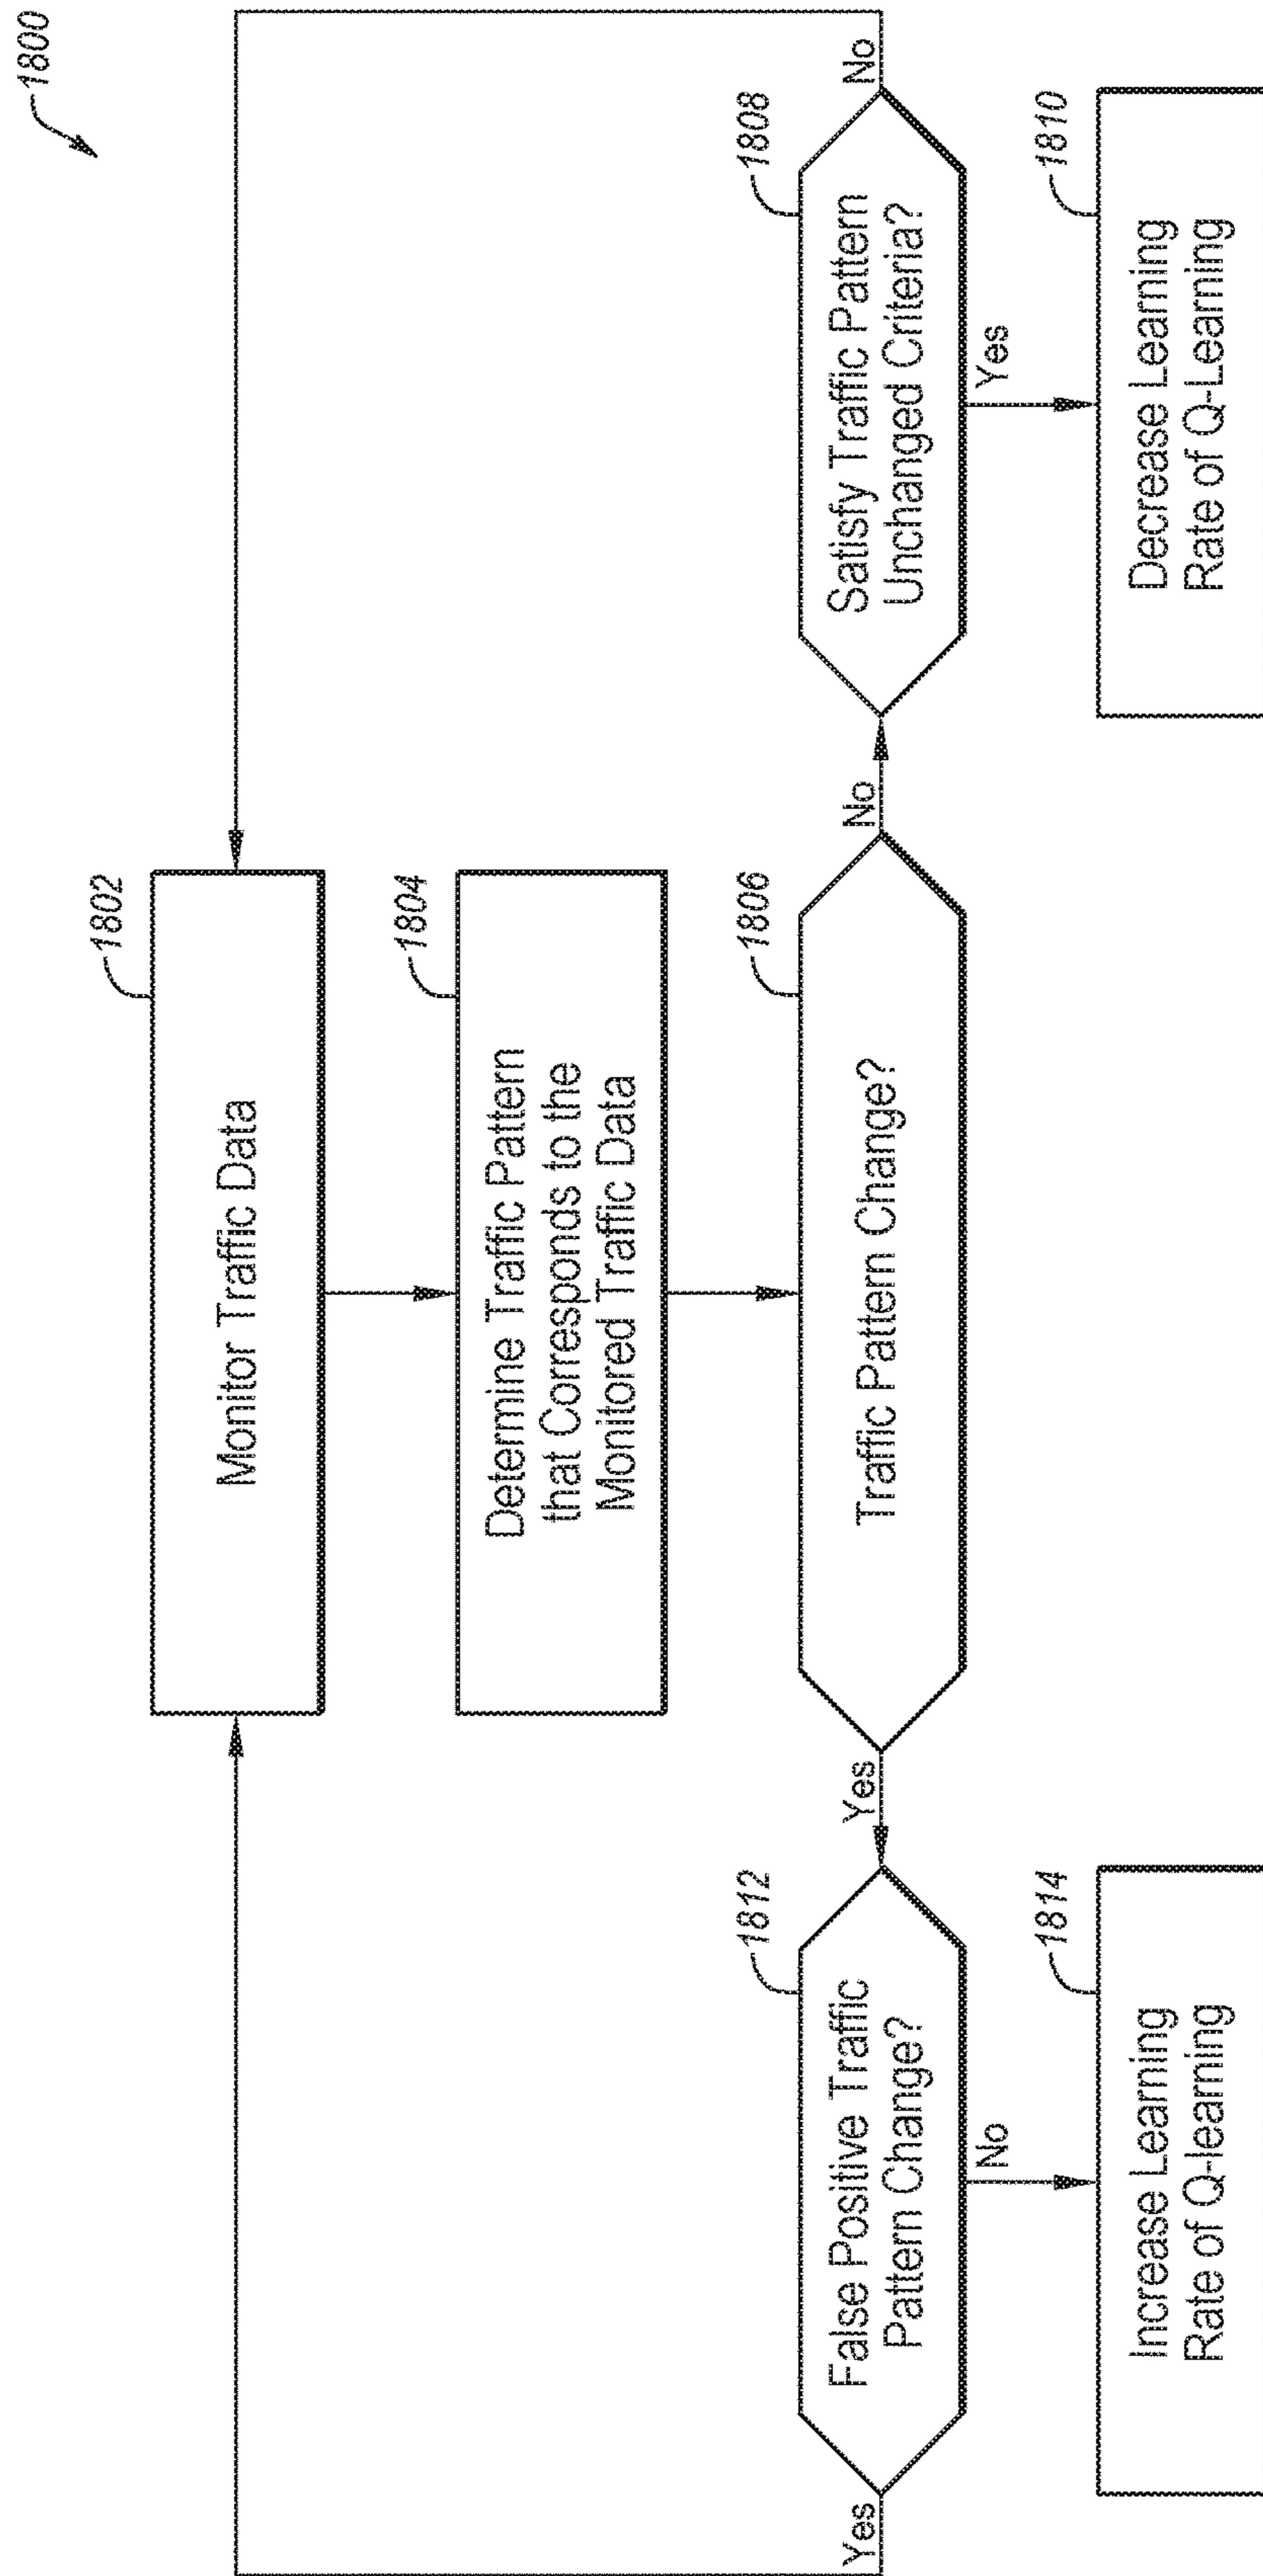 1800
1802
Monitor Traffic Data
1804
Determine Traffic Pattern
that Corresponds to the
Monitored Traffic Data
1806
Traffic Pattern Change?
Yes
No
1812
False Positive Traffic
Pattern Change?
Yes
No
1814
Increase Learning
Rate of Q-learning
1808
Satisfy Traffic Pattern
Unchanged Criteria?
No
Yes
1810
Decrease Learning
Rate of Q-Learning